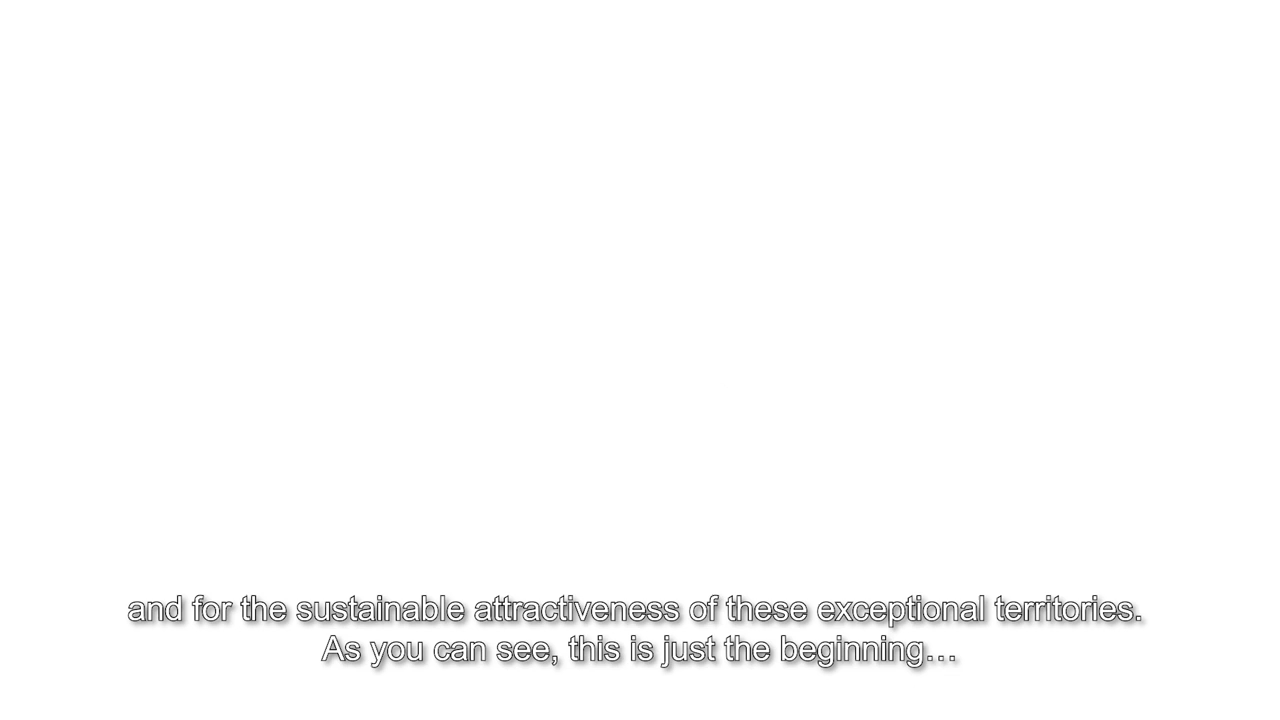 and for the sustainable attractiveness of these exceptional territories.
As you can see, this is just the beginning…